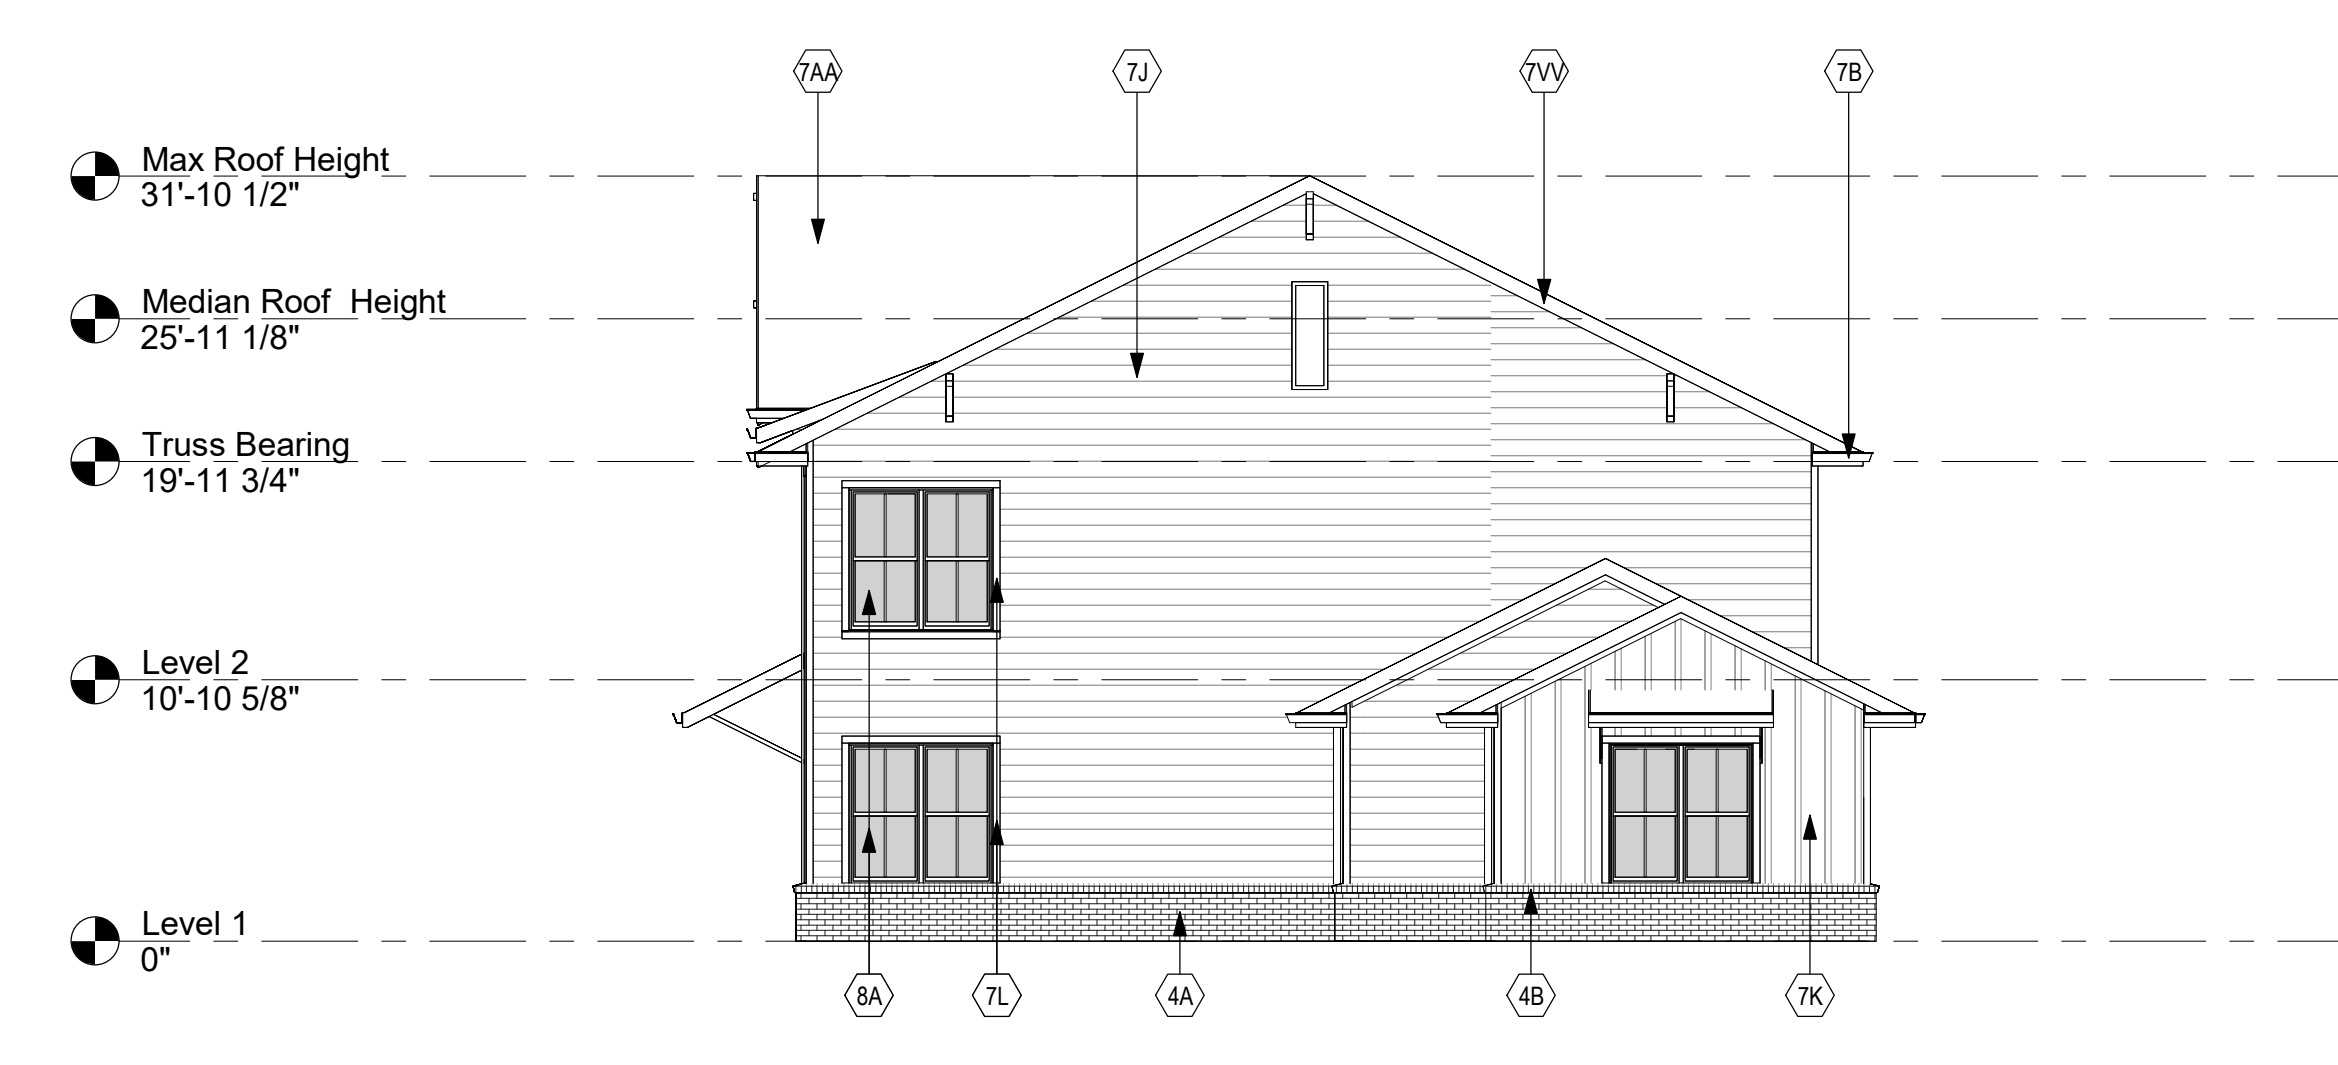 7AA
7J
7VV
7B
Max Roof Height
31'-10 1/2"
Median Roof  Height
25'-11 1/8"
Truss Bearing
19'-11 3/4"
Level 2
10'-10 5/8"
Level 1
0"
8A
7L
4A
4B
7K